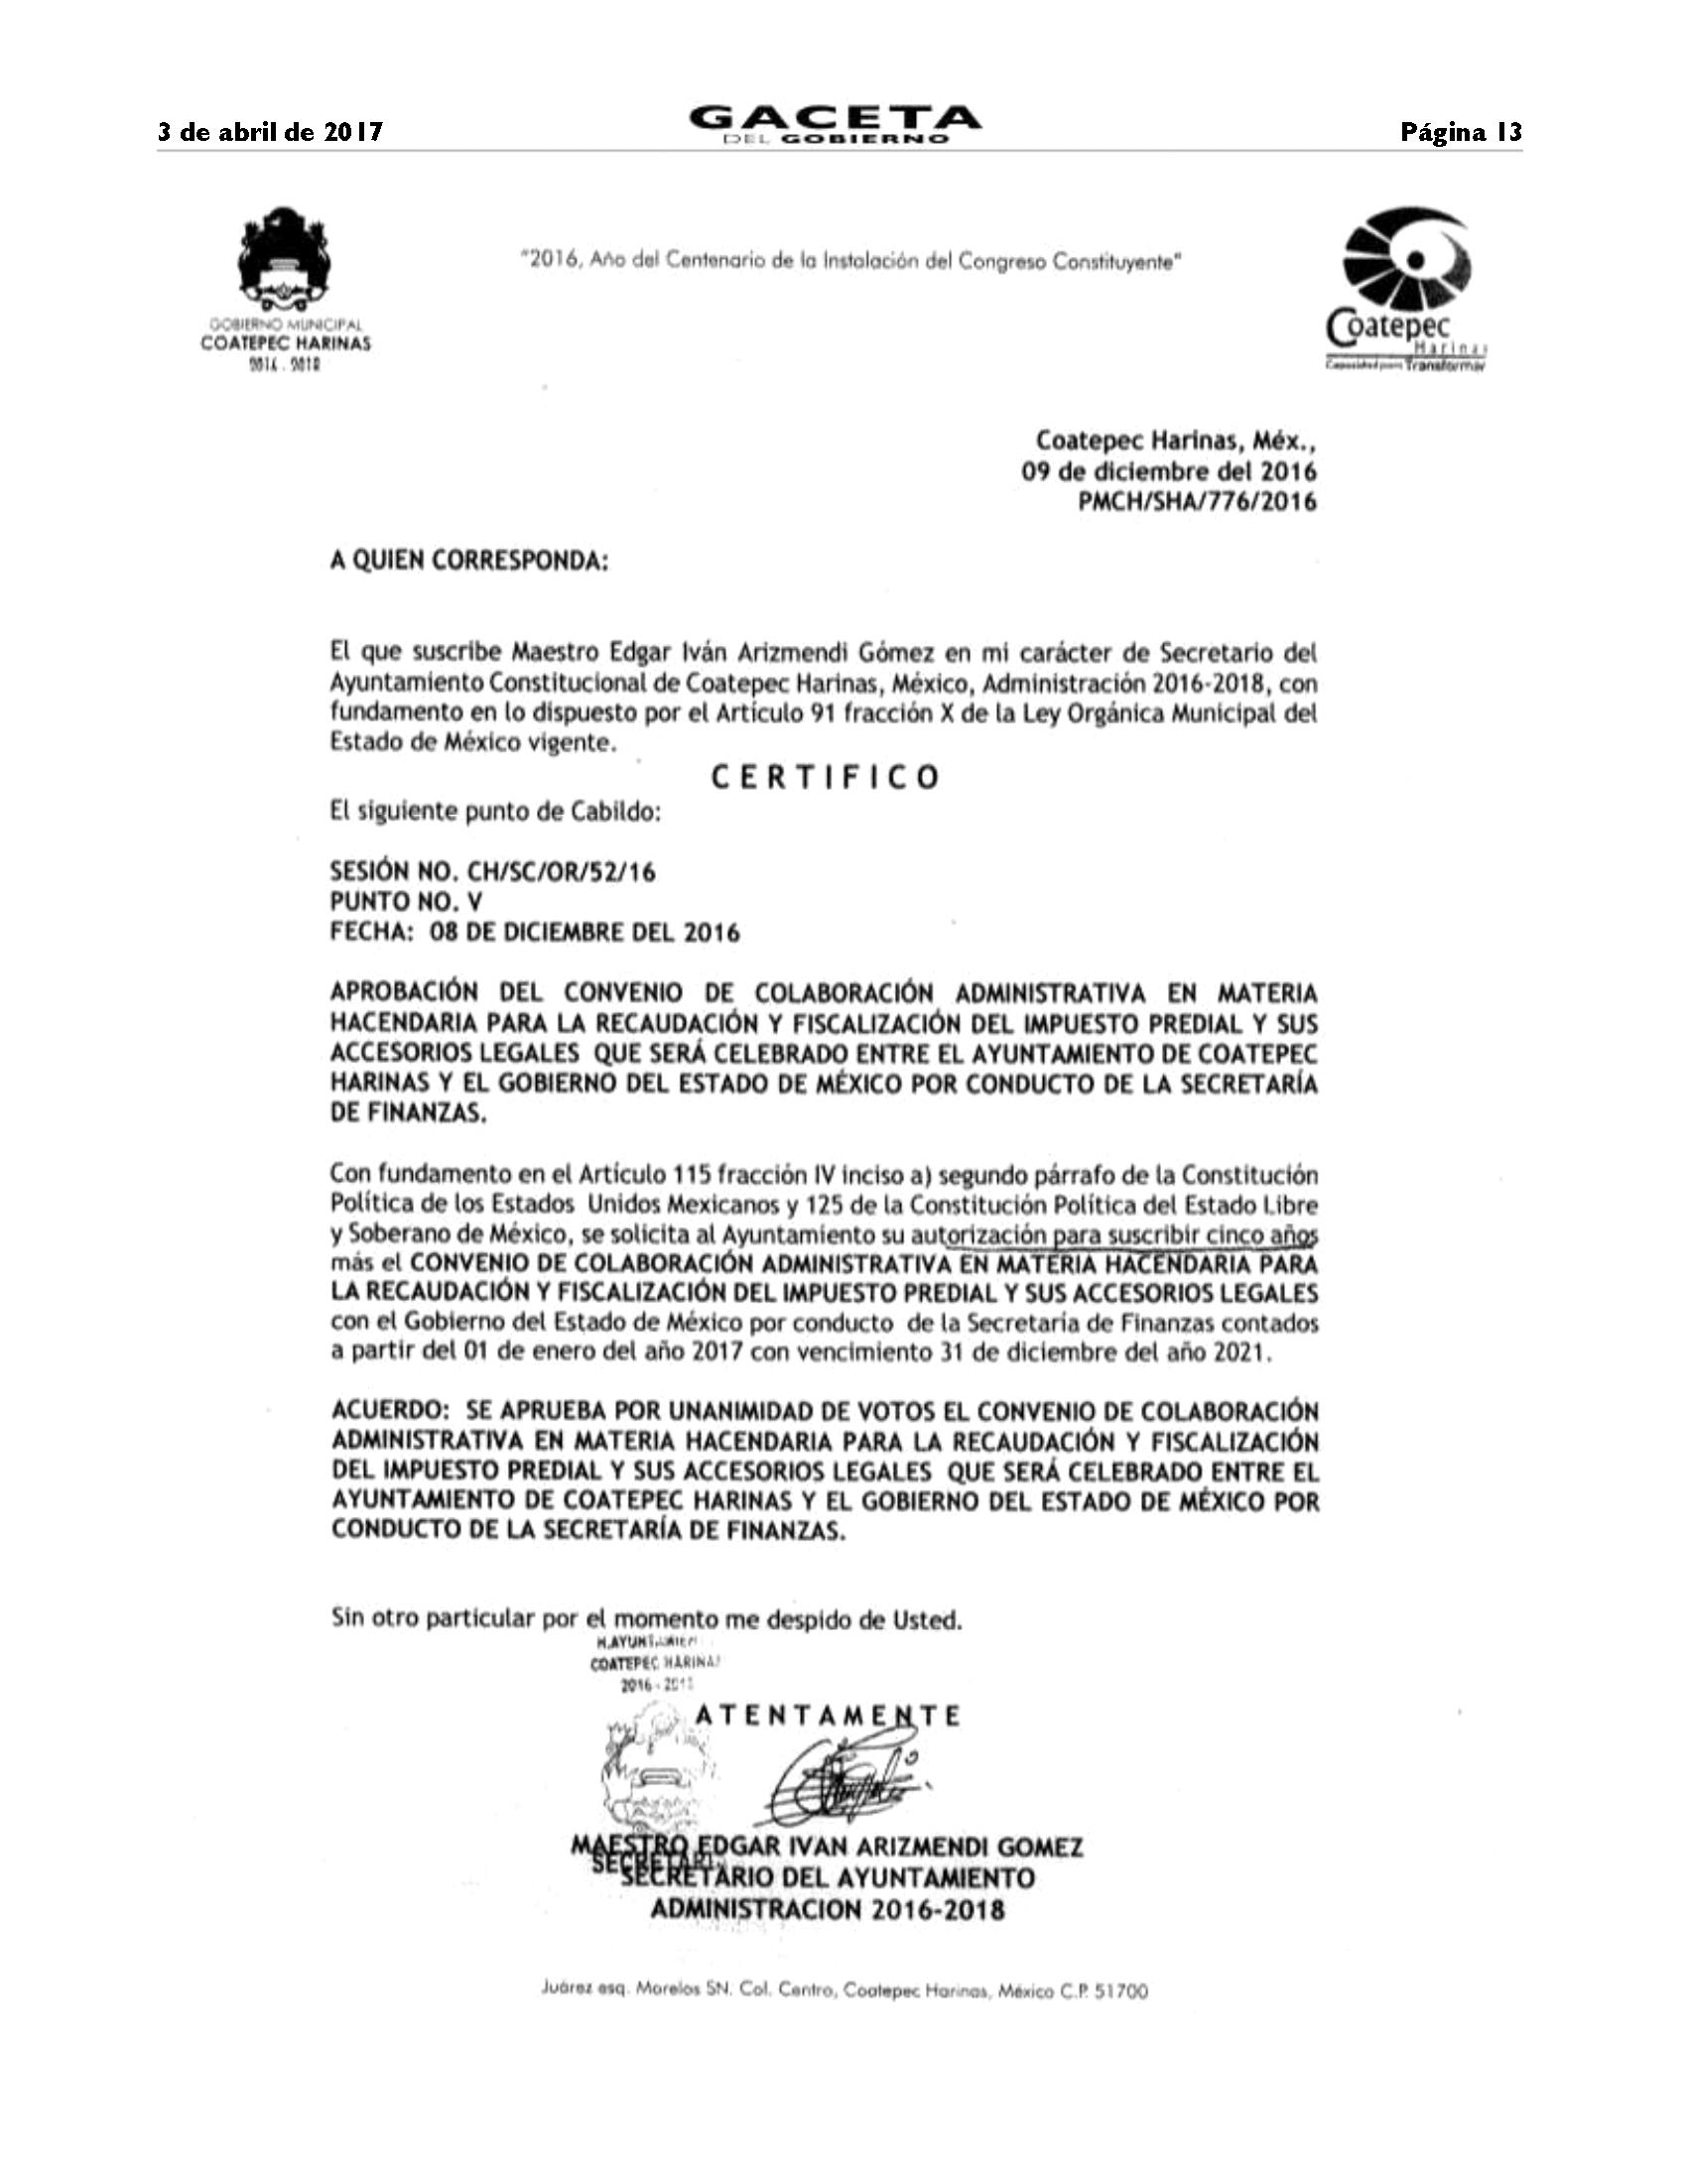 3 de abril de 2017
GACETA
DEL GOBIERNO
Página 13
GOBIERNO MUNICIPAL
COATEPEC HARINAS
"2016, Año del Centenario de la Instalación del Congreso Constituyente"
Coatepec
Harinas
Transformar
Coatepec Harinas, Méx.,
09 de diciembre del 2016
PMCH/SHA/776/2016
A QUIEN CORRESPONDA:
El que suscribe Maestro Edgar Iván Arizmendi Gómez en mi carácter de Secretario del
Ayuntamiento Constitucional de Coatepec Harinas, México, Administración 2016-2018, con
fundamento en lo dispuesto por el Artículo 91 fracción X de la Ley Orgánica Municipal del
Estado de México vigente.
C E R T I F I C O
El siguiente punto de Cabildo:
SESIÓN NO. CH/SC/OR/52/16
PUNTO NO. V
FECHA: 08 DE DICIEMBRE DEL 2016
APROBACIÓN DEL CONVENIO DE COLABORACIÓN ADMINISTRATIVA EN MATERIA
HACENDARIA PARA LA RECAUDACIÓN Y FISCALIZACIÓN DEL IMPUESTO PREDIAL Y SUS
ACCESORIOS LEGALES QUE SERÁ CELEBRADO ENTRE EL AYUNTAMIENTO DE COATEPEC
HARINAS Y EL GOBIERNO DEL ESTADO DE MÉXICO POR CONDUCTO DE LA SECRETARÍA
DE FINANZAS.
Con fundamento en el Artículo 115 fracción IV inciso a) segundo párrafo de la Constitución
Política de los Estados Unidos Mexicanos y 125 de la Constitución Política del Estado Libre
y Soberano de México, se solicita al Ayuntamiento su autorización para suscribir cinco años
más el CONVENIO DE COLABORACIÓN ADMINISTRATIVA EN MATERIA HACENDARIA PARA
LA RECAUDACIÓN Y FISCALIZACIÓN DEL IMPUESTO PREDIAL Y SUS ACCESORIOS LEGALES
con el Gobierno del Estado de México por conducto de la Secretaría de Finanzas contados
a partir del 01 de enero del año 2017 con vencimiento 31 de diciembre del año 2021.
ACUERDO: SE APRUEBA POR UNANIMIDAD DE VOTOS EL CONVENIO DE COLABORACIÓN
ADMINISTRATIVA EN MATERIA HACENDARIA PARA LA RECAUDACIÓN Y FISCALIZACIÓN
DEL IMPUESTO PREDIAL Y SUS ACCESORIOS LEGALES QUE SERÁ CELEBRADO ENTRE EL
AYUNTAMIENTO DE COATEPEC HARINAS Y EL GOBIERNO DEL ESTADO DE MÉXICO POR
CONDUCTO DE LA SECRETARÍA DE FINANZAS.
Sin otro particular por el momento me despido de Usted.
COATEPEC HARINAS
A T E N T A M E N T E
MAESTRO EDGAR IVAN ARIZMENDI GOMEZ
SECRETARIO DEL AYUNTAMIENTO
ADMINISTRACION 2016-2018
Juárez esq. Morelos SN. Col. Centro, Coatepec Harinas, México C.P. 51700